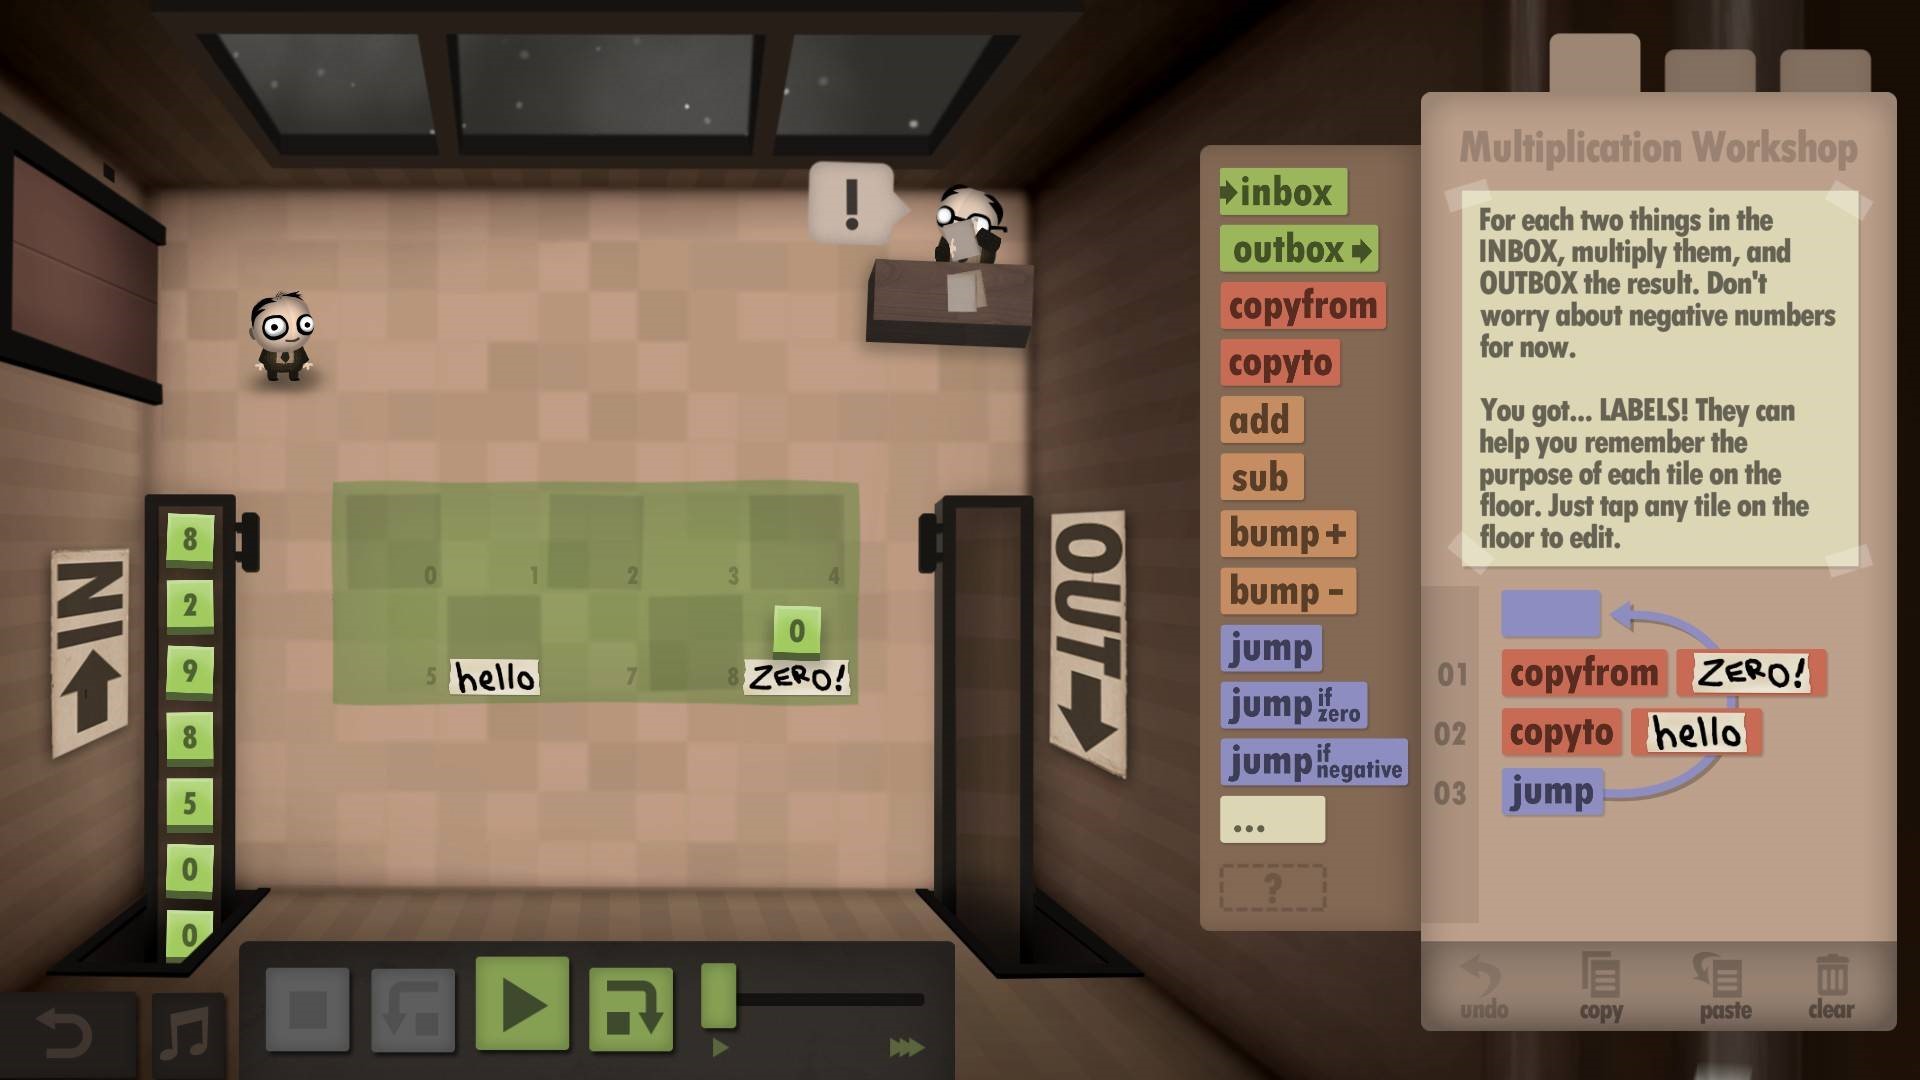 Multiplication Workshop
For each two things in the
INBOX, multiply them, and
OUTBOX the result. Don't
worry about negative numbers
for now.
You got... LABELS! They can
help you remember the
purpose of each tile on the
floor. Just tap any tile on the
floor to edit.
!
inbox
outbox
copyfrom
copyto
add
sub
bump +
bump -
jump
jump if zero
jump if negative
...
?
01 copyfrom ZERO!
02 copyto hello
03 jump
IN
8
2
9
8
5
0
0
0 1 2 3 4
0
5 hello 7 8 ZERO!
OUT
undo copy paste clear